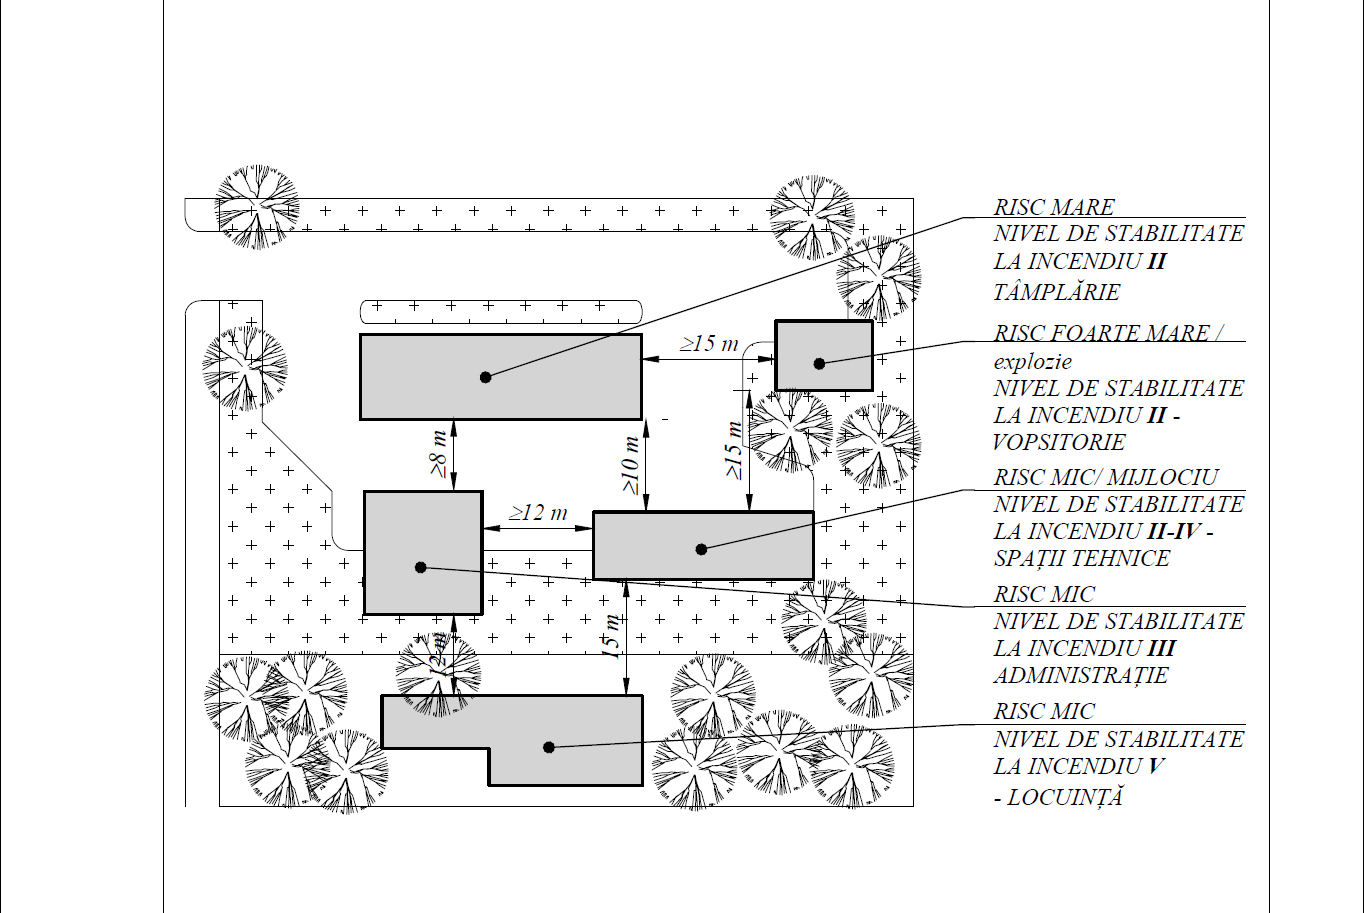 RISC MARE
NIVEL DE STABILITATE
LA INCENDIU II
TÂMPLĂRIE
RISC FOARTE MARE /
explozie
NIVEL DE STABILITATE
LA INCENDIU II -
VOPSITORIE
RISC MIC/ MIJLOCIU
NIVEL DE STABILITATE
LA INCENDIU II-IV -
SPAȚII TEHNICE
RISC MIC
NIVEL DE STABILITATE
LA INCENDIU III
ADMINISTRAȚIE
RISC MIC
NIVEL DE STABILITATE
LA INCENDIU V
- LOCUINȚĂ
≥15 m
≥8 m
≥10 m
≥15 m
≥12 m
12 m
15 m